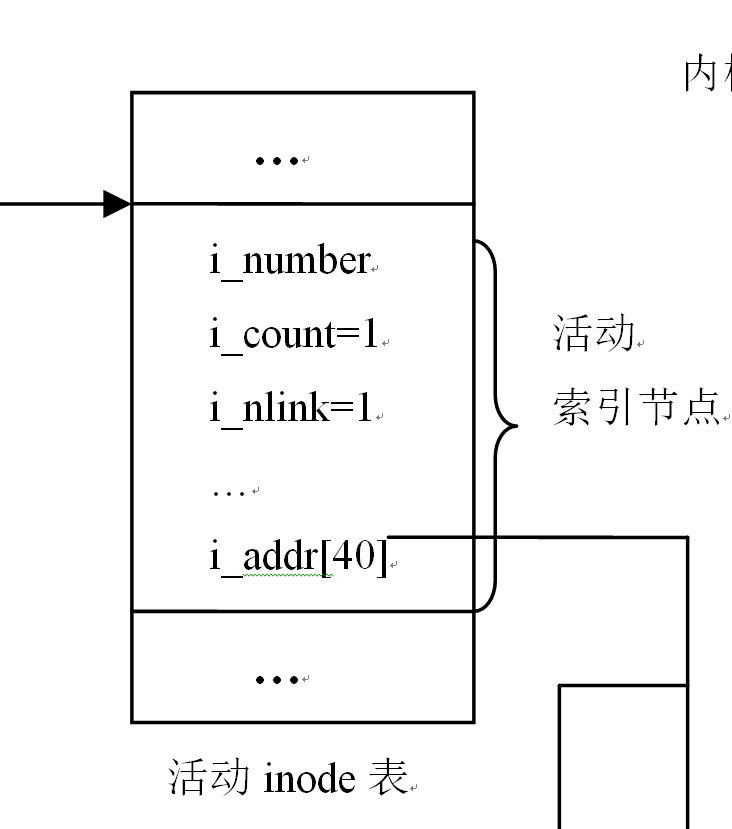 内
•••
i_number
i_count=1
i_nlink=1
…
i_addr[40]
活动
索引节点
•••
活动 inode 表